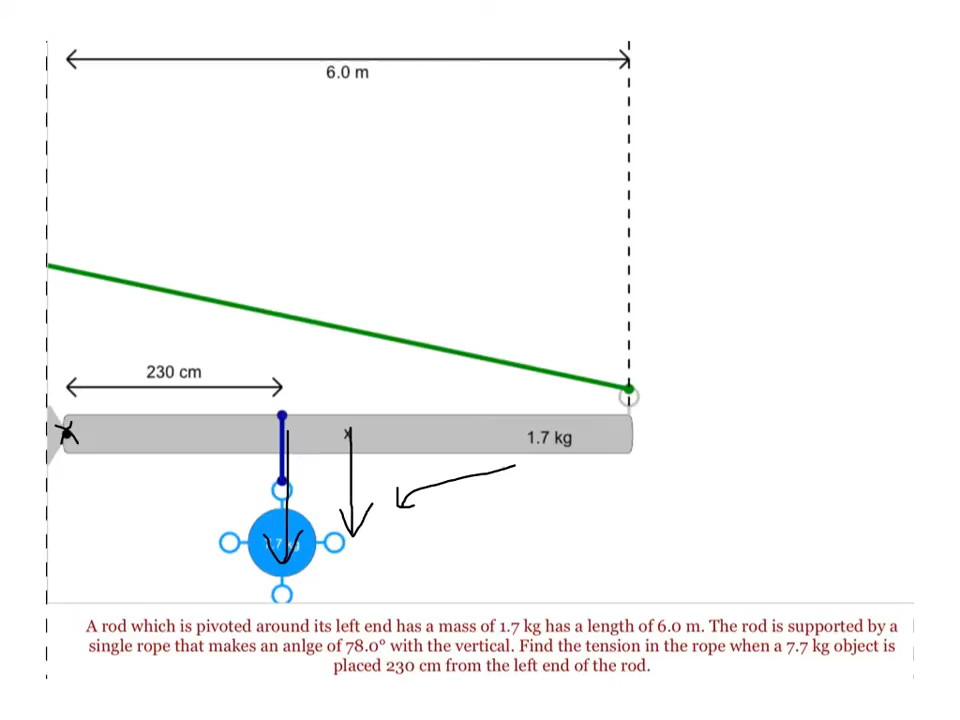 6.0 m
230 cm
1.7 kg
A rod which is pivoted around its left end has a mass of 1.7 kg has a length of 6.0 m. The rod is supported by a
single rope that makes an anlge of 78.0° with the vertical. Find the tension in the rope when a 7.7 kg object is
placed 230 cm from the left end of the rod.